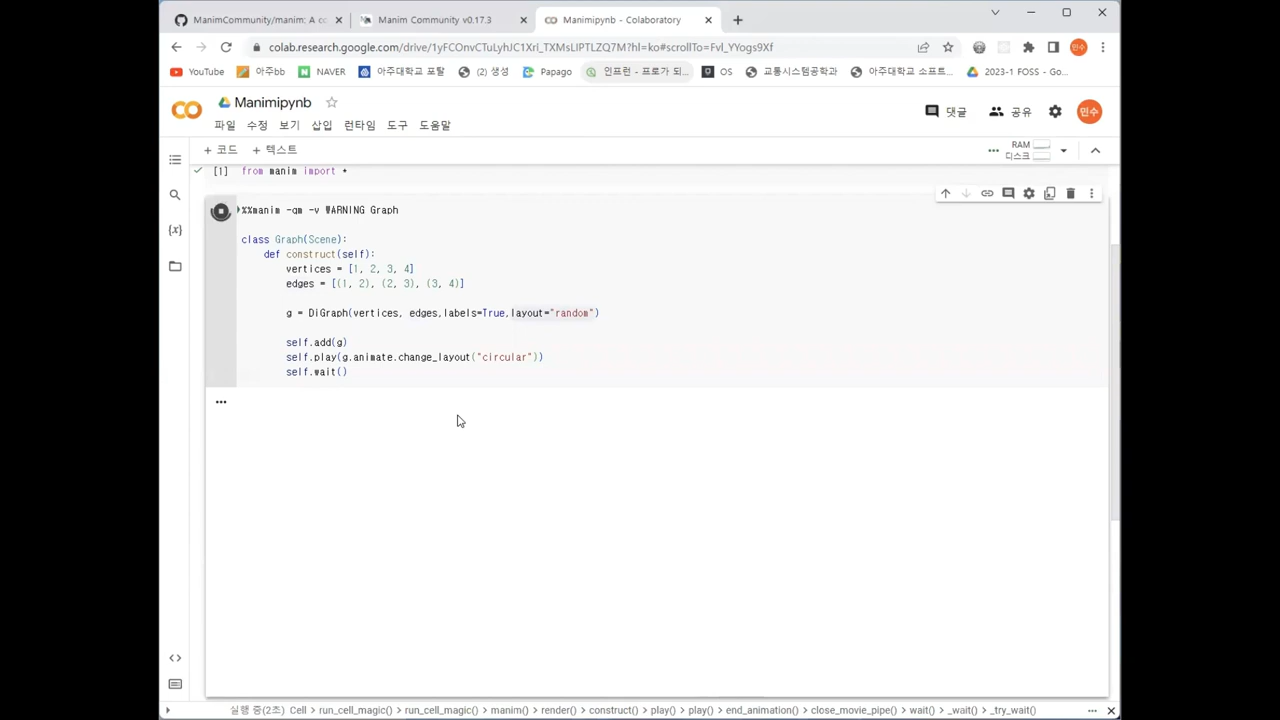 ManimCommunity/manim: A co
Manim Community v0.17.3
Manimipynb - Colaboratory
colab.research.google.com/drive/1yFCOnvCTuLyhJC1XrI_TXMsLIPTLZQ7M?hl=ko#scrollTo=FvI_YYogs9Xf
YouTube
아주bb
NAVER
아주대학교 포탈
(2) 생성
Papago
인프런 - 프로가 되...
OS
교통시스템공학과
아주대학교 소프트...
2023-1 FOSS - Go...
Manimipynb
댓글
공유
민수
파일 수정 보기 삽입 런타임 도구 도움말
+ 코드 + 텍스트
RAM
디스크
[1] from manim import *
%%manim -qm -v WARNING Graph
class Graph(Scene):
def construct(self):
vertices = [1, 2, 3, 4]
edges = [(1, 2), (2, 3), (3, 4)]
g = DiGraph(vertices, edges,labels=True,layout="random")
self.add(g)
self.play(g.animate.change_layout("circular"))
self.wait()
실행 중(2초) Cell > run_cell_magic() > run_cell_magic() > manim() > render() > construct() > play() > play() > end_animation() > close_movie_pipe() > wait() > _wait() > _try_wait()